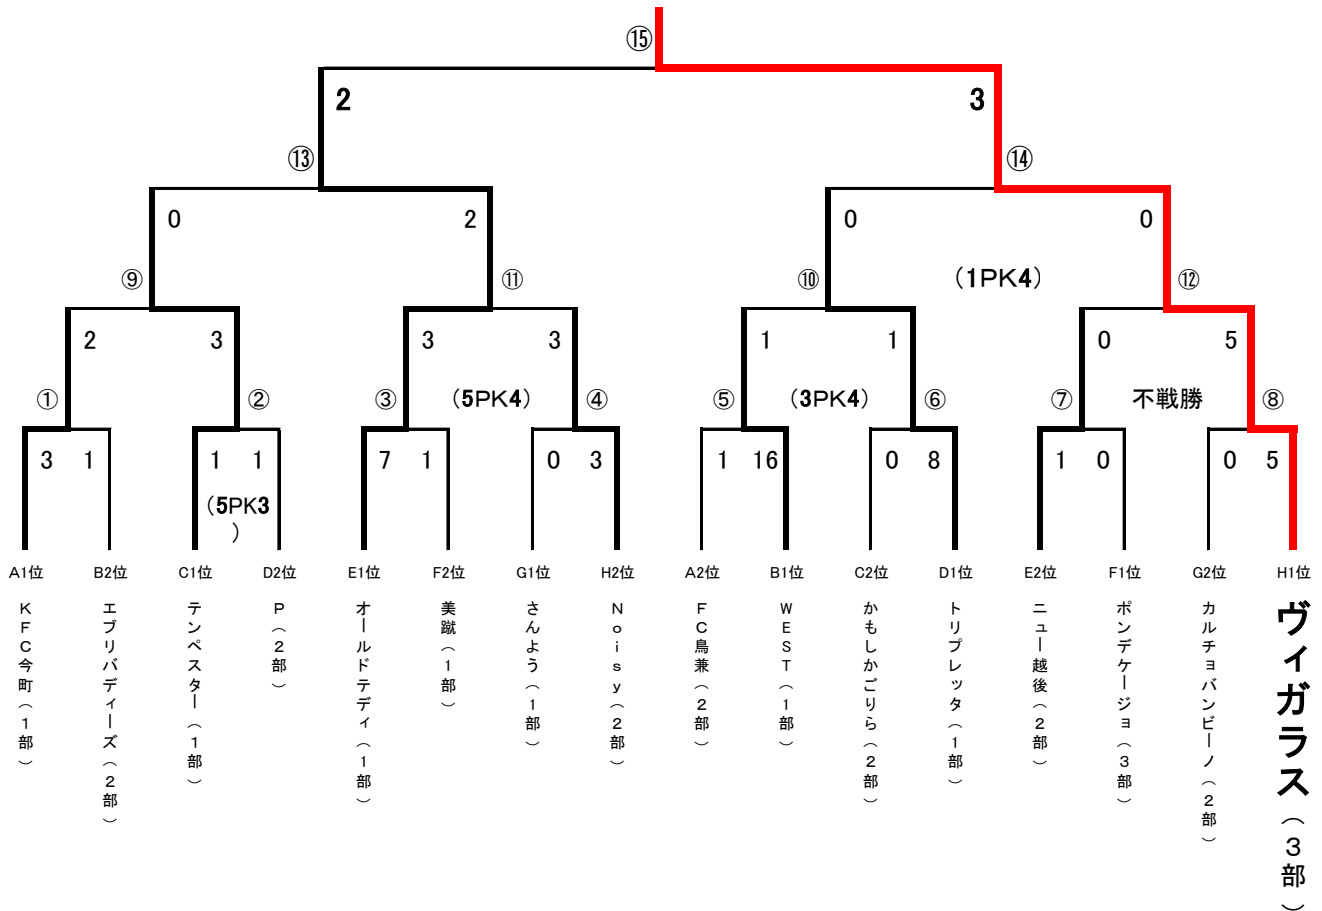 ⑮
2
3
⑬
⑭
0
2
0
0
⑨
⑪
⑩
(1PK4)
⑫
2
3
3
3
1
1
0
5
①
②
③
(5PK4)
④
⑤
(3PK4)
⑥
⑦
不戦勝
⑧
3
1
1
1
7
1
0
3
1
16
0
8
1
0
0
5
(5PK3
)
A1位
B2位
C1位
D2位
E1位
F2位
G1位
H2位
A2位
B1位
C2位
D1位
E2位
F1位
G2位
H1位
KFC今町(1部)
エブリバディーズ(2部)
テンペスター(1部)
P(2部)
オールドテディ(1部)
美蹴(1部)
さんよう(1部)
Noisy(2部)
FC鳥兼(2部)
WEST(1部)
かもしかごりら(2部)
トリプレッタ(1部)
ニュー越後(2部)
ポンデケージョ(3部)
カルチョバンビーノ(2部)
ヴィガラス(3部)